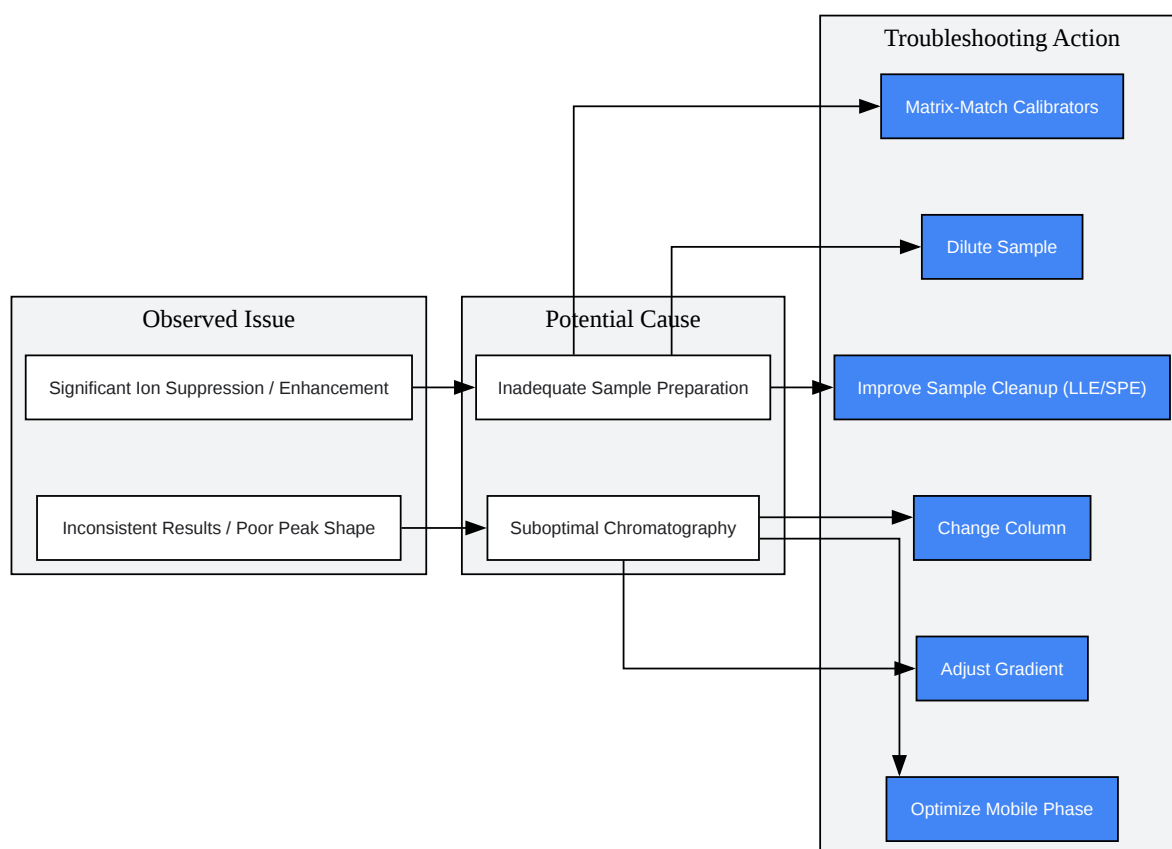 Troubleshooting Action
Matrix-Match Calibrators
Dilute Sample
Observed Issue
Potential Cause
Significant Ion Suppression / Enhancement
Inadequate Sample Preparation
Improve Sample Cleanup (LLE/SPE)
Inconsistent Results / Poor Peak Shape
Suboptimal Chromatography
Change Column
Adjust Gradient
Optimize Mobile Phase